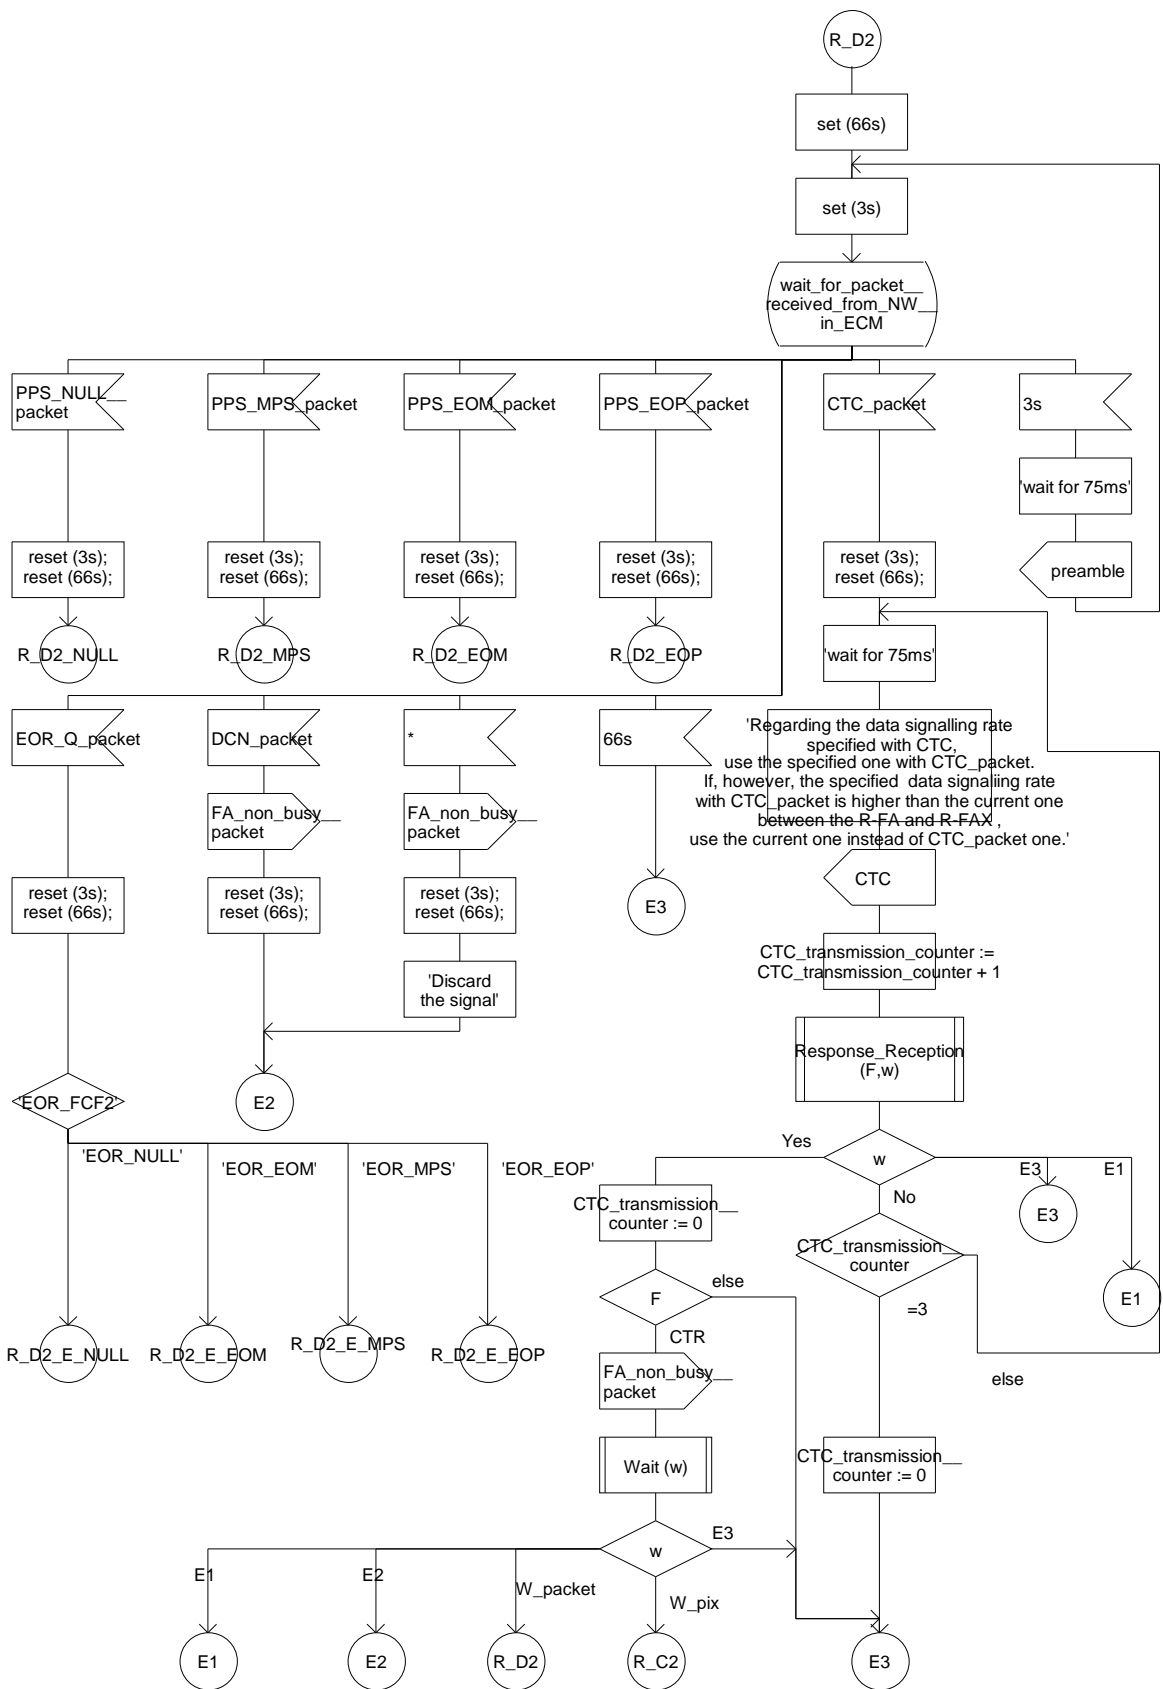 R_D2
set (66s)
set (3s)
wait_for_packet__
received_from_NW__
in_ECM
PPS_NULL__
packet
PPS_MPS_packet
PPS_EOM_packet
PPS_EOP_packet
CTC_packet
3s
'wait for 75ms'
reset (3s);
reset (66s);
reset (3s);
reset (66s);
reset (3s);
reset (66s);
reset (3s);
reset (66s);
reset (3s);
reset (66s);
preamble
R_D2_NULL
R_D2_MPS
R_D2_EOM
R_D2_EOP
'wait for 75ms'
EOR_Q_packet
DCN_packet
*
66s
'Regarding the data signalling rate
specified with CTC,
use the specified one with CTC_packet.
If, however, the specified  data signaliing rate
with CTC_packet is higher than the current one
between the R-FA and R-FAX ,
use the current one instead of CTC_packet one.'
FA_non_busy__
packet
FA_non_busy__
packet
reset (3s);
reset (66s);
reset (3s);
reset (66s);
reset (3s);
reset (66s);
E3
CTC
'Discard
the signal'
CTC_transmission_counter :=
CTC_transmission_counter + 1
Response_Reception
(F,w)
'EOR_FCF2'
E2
'EOR_NULL'
'EOR_EOM'
'EOR_MPS'
'EOR_EOP'
Yes
w
E3
E1
No
CTC_transmission__
counter := 0
E3
CTC_transmission__
counter
else
F
E1
=3
CTR
R_D2_E_NULL
R_D2_E_EOM
R_D2_E_MPS
R_D2_E_EOP
FA_non_busy__
packet
else
Wait (w)
CTC_transmission__
counter := 0
w
E3
E1
E2
W_packet
W_pix
E1
E2
R_D2
R_C2
E3